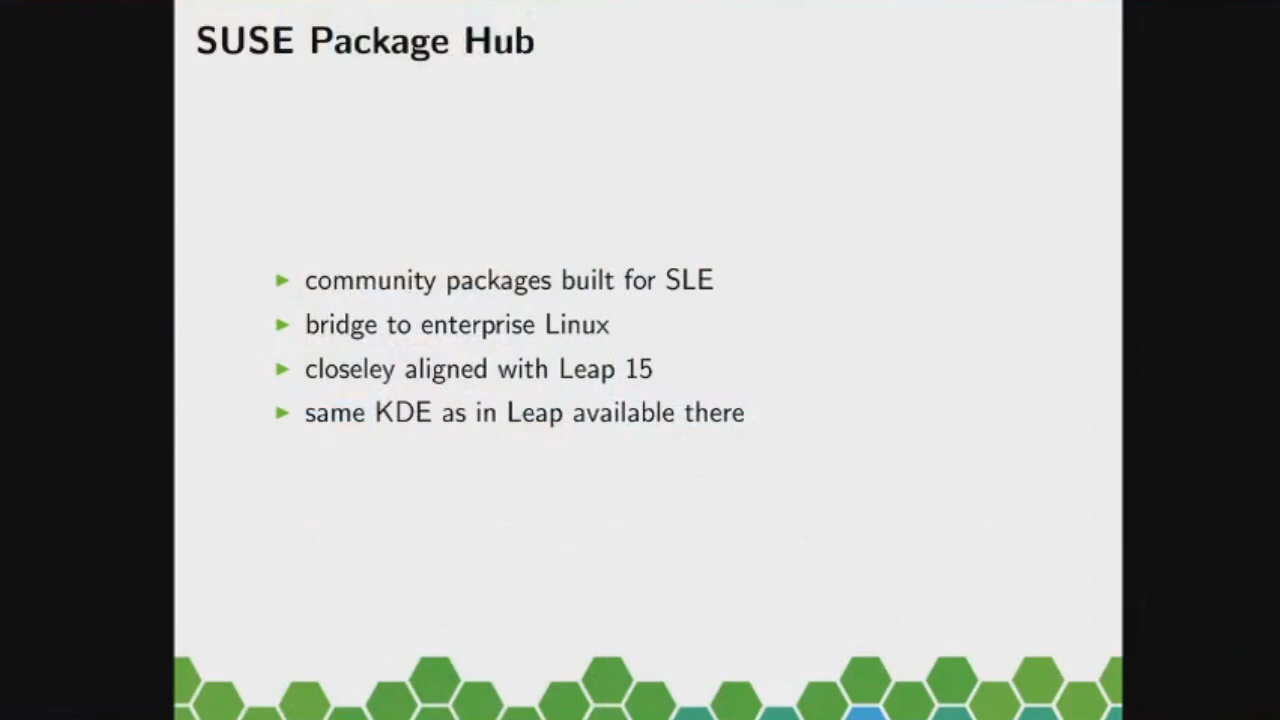 SUSE Package Hub
community packages built for SLE
bridge to enterprise Linux
closeley aligned with Leap 15
same KDE as in Leap available there